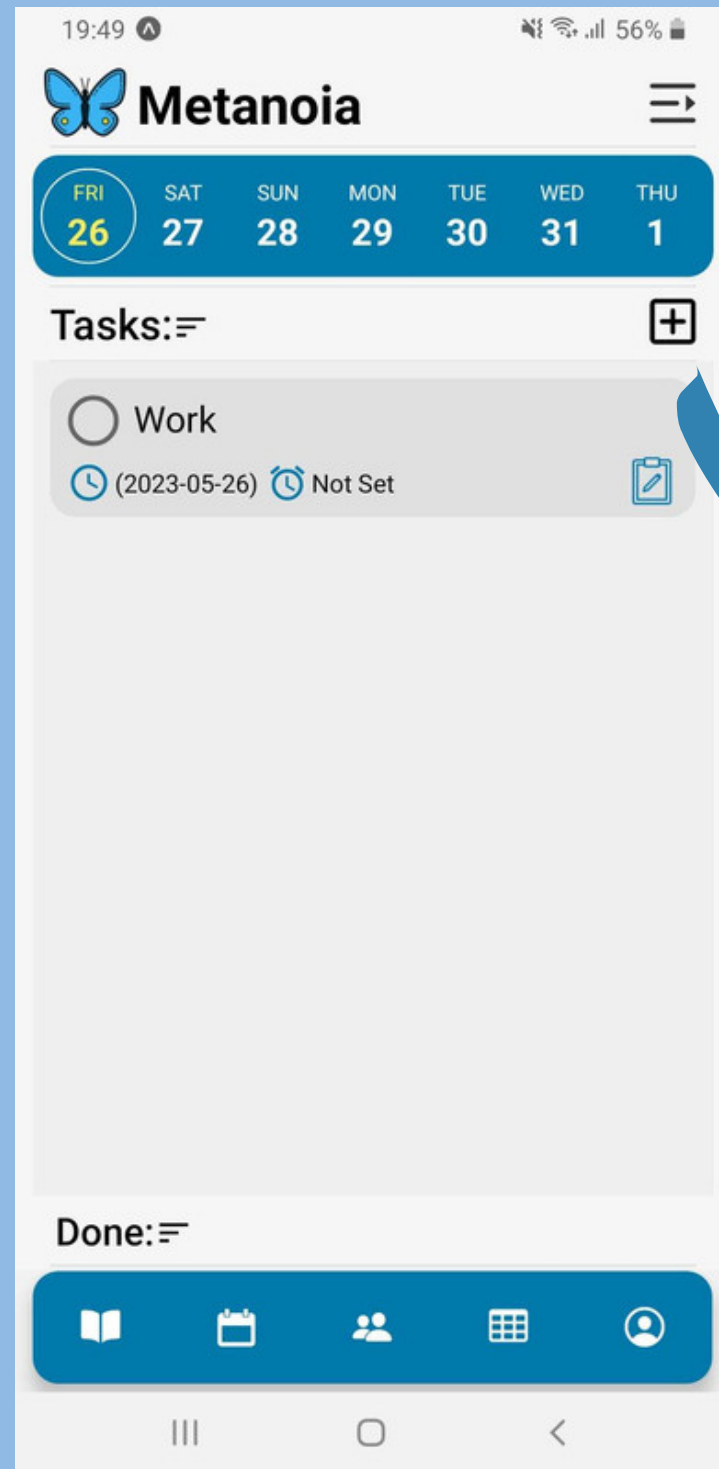 19:49 56%
Metanoia
FRI SAT SUN MON TUE WED THU
26 27 28 29 30 31 1
Tasks:
Work
(2023-05-26) Not Set
Done: